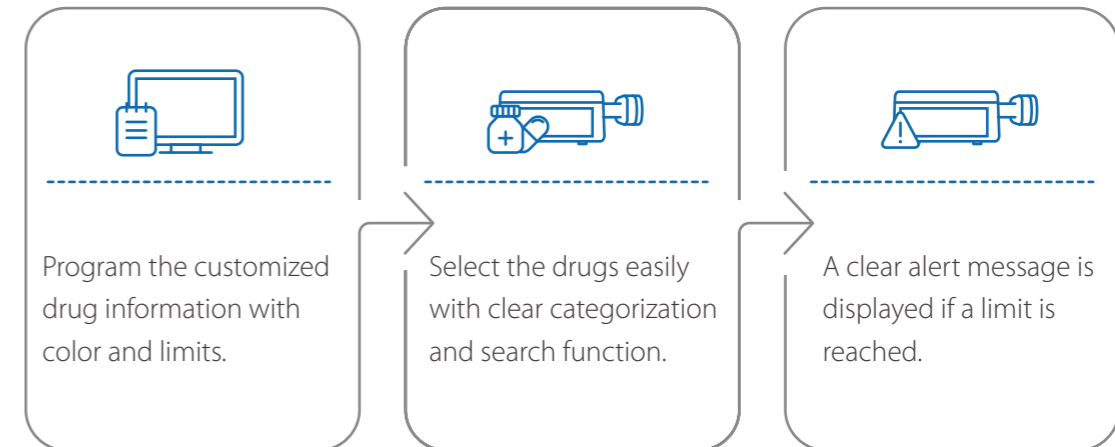 Program the customized
drug information with
color and limits.
Select the drugs easily
with clear categorization
and search function.
A clear alert message is
displayed if a limit is
reached.